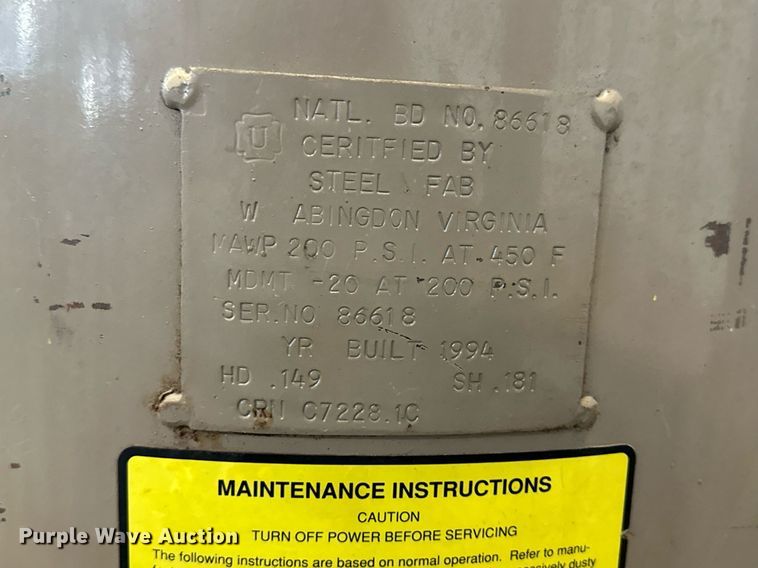 NATL. BD NO. 86618
U
CERITFIED BY
STEEL FAB
W ABINGDON VIRGINIA
MAWP 200 P.S.I. AT 450 F
MDMT -20 AT 200 P.S.I.
SER.NO 86618
YR BUILT 1994
HD .149 SH .181
CRN C7228.1C
MAINTENANCE INSTRUCTIONS
CAUTION
TURN OFF POWER BEFORE SERVICING
The following instructions are based on normal operation. Refer to manu-
dusty
Purple Wave Auction